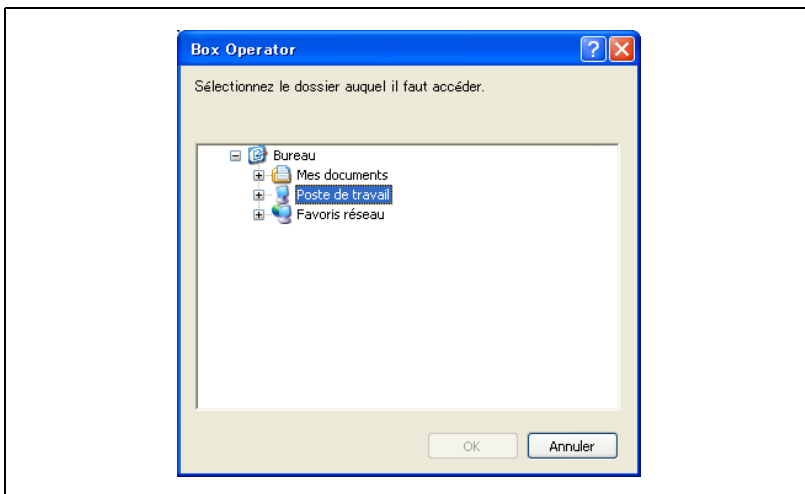 Box Operator
Sélectionnez le dossier auquel il faut accéder.
Bureau
Mes documents
Poste de travail
Favoris réseau
OK
Annuler